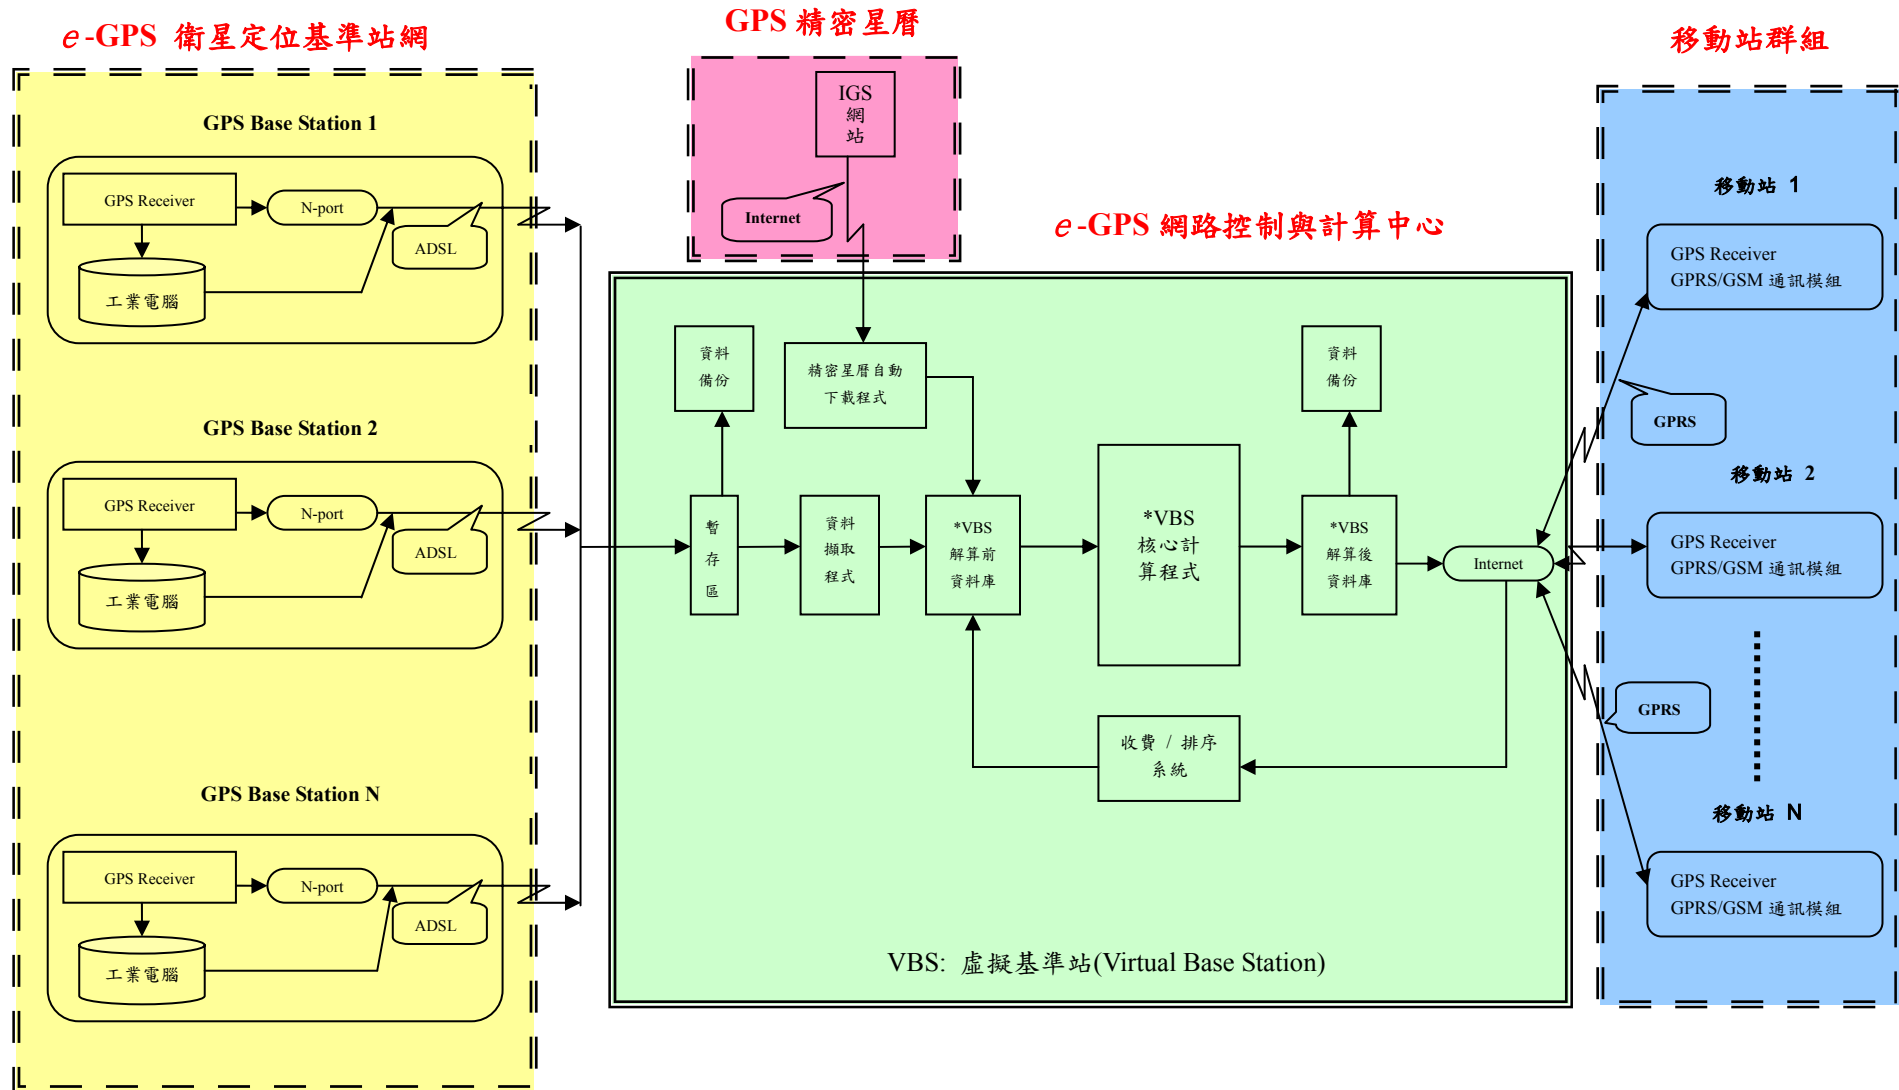 e-GPS 衛星定位基準站網
GPS Base Station 1
GPS Receiver
N-port
ADSL
工業電腦
GPS Base Station 2
GPS Receiver
N-port
ADSL
工業電腦
GPS Base Station N
GPS Receiver
N-port
ADSL
工業電腦
GPS 精密星曆
IGS
網
站
Internet
e-GPS 網路控制與計算中心
資料
備份
精密星曆自動
下載程式
資料
備份
暫
存
區
資料
擷取
程式
*VBS
解算前
資料庫
*VBS
核心計
算程式
*VBS
解算後
資料庫
Internet
收費 / 排序
系統
VBS: 虛擬基準站(Virtual Base Station)
移動站群組
移動站 1
GPS Receiver
GPRS/GSM 通訊模組
GPRS
移動站 2
GPS Receiver
GPRS/GSM 通訊模組
GPRS
移動站 N
GPS Receiver
GPRS/GSM 通訊模組